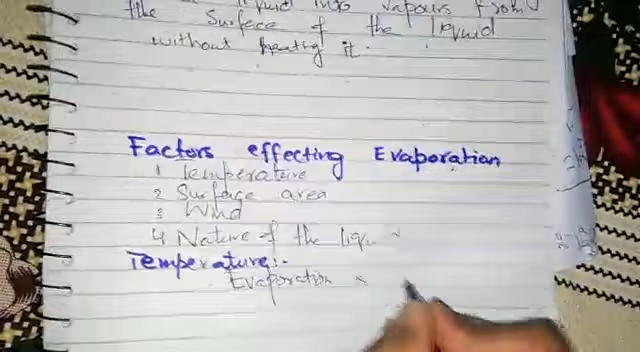 the liquid into vapours from
the surface of the liquid
without heating it.
Factors effecting Evaporation
1 Temperature
2 Surface area
3 Wind
4 Nature of the liqu
Temperature:-
Evaporation